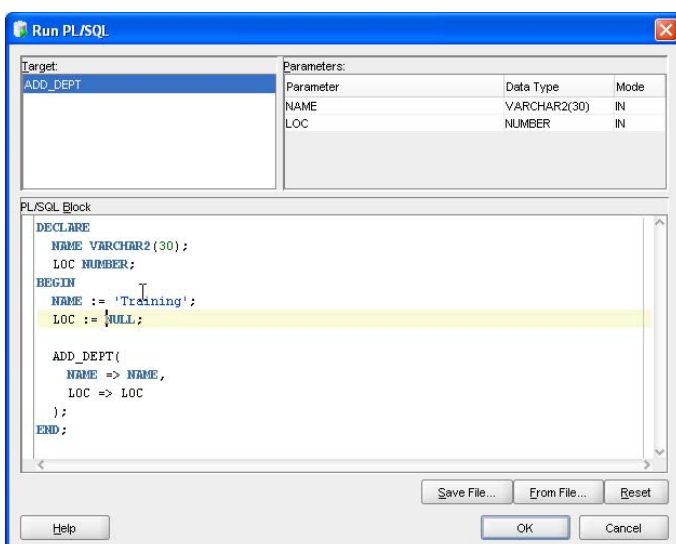 Run PL/SQL
Target:
ADD_DEPT
Parameters:
Parameter Data Type Mode
NAME VARCHAR2(30) IN
LOC NUMBER IN
PL/SQL Block
DECLARE
NAME VARCHAR2(30);
LOC NUMBER;
BEGIN
NAME := 'Training';
LOC := NULL;
ADD_DEPT(
NAME => NAME,
LOC => LOC
);
END;
Save File... From File... Reset
Help OK Cancel